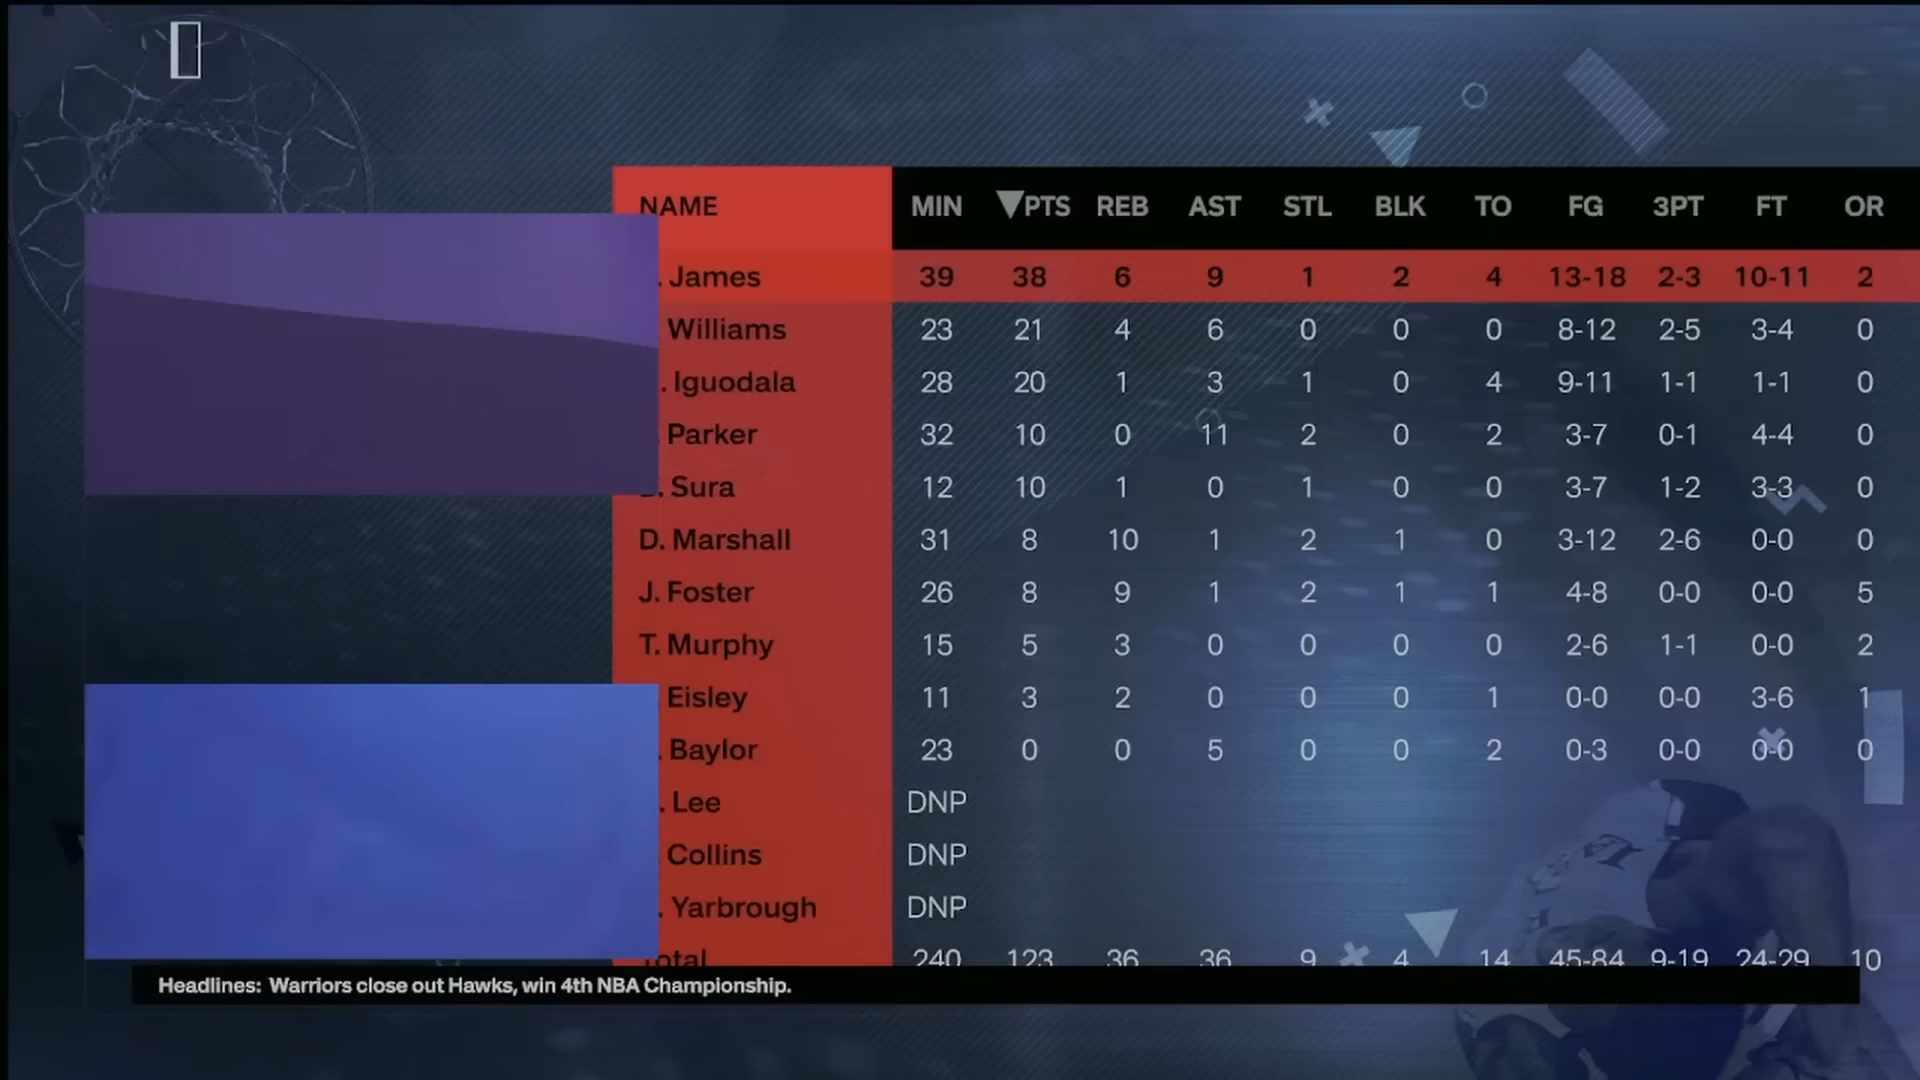 NAME MIN PTS REB AST STL BLK TO FG 3PT FT OR
. James 39 38 6 9 1 2 4 13-18 2-3 10-11 2
Williams 23 21 4 6 0 0 0 8-12 2-5 3-4 0
. Iguodala 28 20 1 3 1 0 4 9-11 1-1 1-1 0
Parker 32 10 0 11 2 0 2 3-7 0-1 4-4 0
. Sura 12 10 1 0 1 0 0 3-7 1-2 3-3 0
D. Marshall 31 8 10 1 2 1 0 3-12 2-6 0-0 0
J. Foster 26 8 9 1 2 1 1 4-8 0-0 0-0 5
T. Murphy 15 5 3 0 0 0 0 2-6 1-1 0-0 2
Eisley 11 3 2 0 0 0 1 0-0 0-0 3-6 1
. Baylor 23 0 0 5 0 0 2 0-3 0-0 0-0 0
. Lee DNP
Collins DNP
. Yarbrough DNP
Total 240 123 36 36 9 4 14 45-84 9-19 24-29 10
Headlines: Warriors close out Hawks, win 4th NBA Championship.